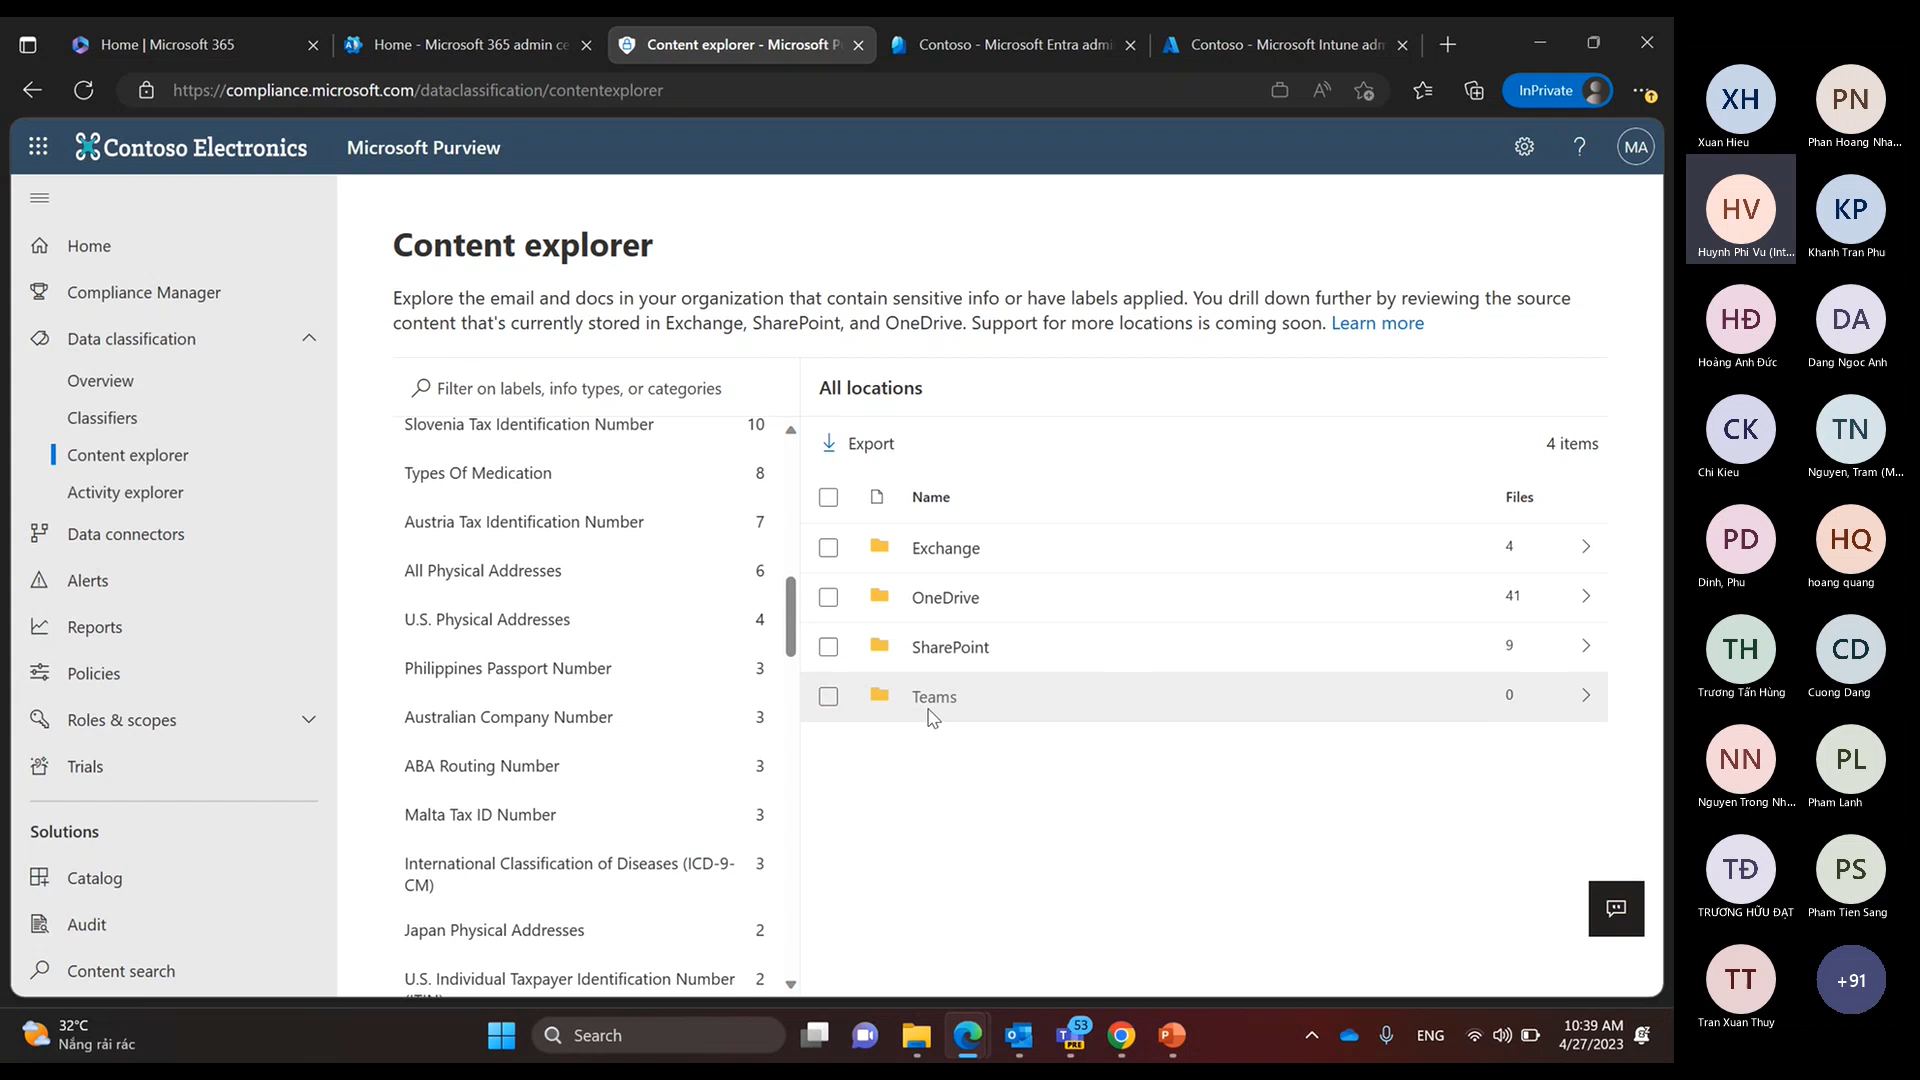 Home | Microsoft 365
Home - Microsoft 365 admin ce
Content explorer - Microsoft P
Contoso - Microsoft Entra admi
Contoso - Microsoft Intune adm
https://compliance.microsoft.com/dataclassification/contentexplorer
InPrivate
Contoso Electronics
Microsoft Purview
?
MA
Home
Compliance Manager
Data classification
Overview
Classifiers
Content explorer
Activity explorer
Data connectors
Alerts
Reports
Policies
Roles & scopes
Trials
Solutions
Catalog
Audit
Content search
Content explorer
Explore the email and docs in your organization that contain sensitive info or have labels applied. You drill down further by reviewing the source
content that's currently stored in Exchange, SharePoint, and OneDrive. Support for more locations is coming soon. Learn more
Filter on labels, info types, or categories
Slovenia Tax Identification Number 10
Types Of Medication 8
Austria Tax Identification Number 7
All Physical Addresses 6
U.S. Physical Addresses 4
Philippines Passport Number 3
Australian Company Number 3
ABA Routing Number 3
Malta Tax ID Number 3
International Classification of Diseases (ICD-9- 3
CM)
Japan Physical Addresses 2
U.S. Individual Taxpayer Identification Number 2
All locations
Export
4 items
Name Files
Exchange 4
OneDrive 41
SharePoint 9
Teams 0
32°C
Nắng rải rác
Search
53
PRE
ENG
10:39 AM
4/27/2023
XH
Xuan Hieu
PN
Phan Hoang Nha...
HV
Huynh Phi Vu (Int...
KP
Khanh Tran Phu
HĐ
Hoàng Anh Đức
DA
Dang Ngoc Anh
CK
Chi Kieu
TN
Nguyen, Tram (M...
PD
Dinh, Phu
HQ
hoang quang
TH
Trương Tấn Hùng
CD
Cuong Dang
NN
Nguyen Trong Nh...
PL
Pham Lanh
TĐ
TRƯƠNG HỮU ĐẠT
PS
Pham Tien Sang
TT
Tran Xuan Thuy
+91